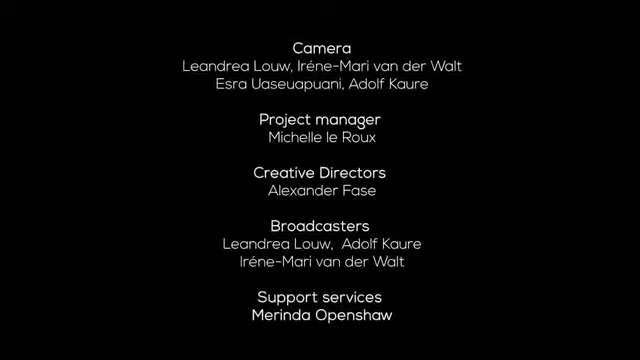 Camera
Leandrea Louw, Iréne-Mari van der Walt
Esra Uaseuapuani, Adolf Kaure
Project manager
Michelle le Roux
Creative Directors
Alexander Fase
Broadcasters
Leandrea Louw, Adolf Kaure
Iréne-Mari van der Walt
Support services
Merinda Openshaw